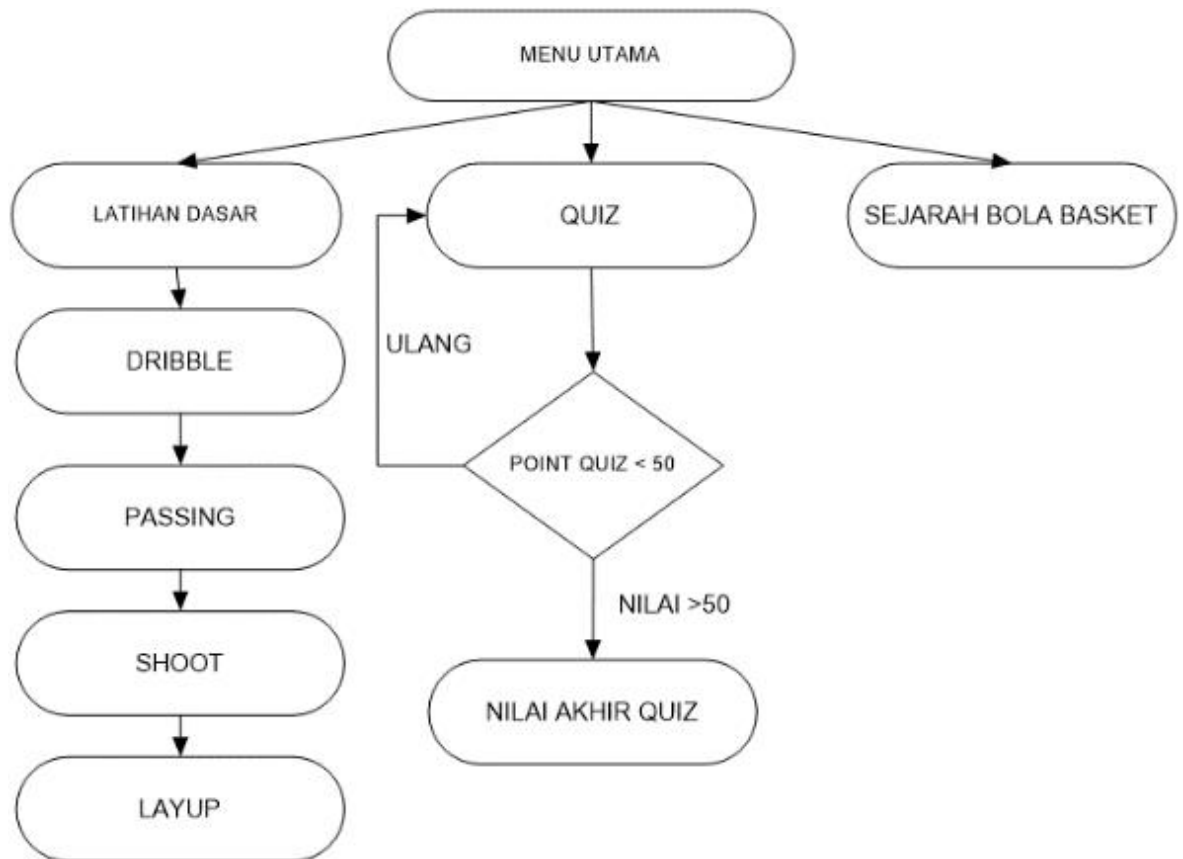 MENU UTAMA
LATIHAN DASAR
QUIZ
SEJARAH BOLA BASKET
DRIBBLE
ULANG
PASSING
POINT QUIZ < 50
NILAI >50
SHOOT
NILAI AKHIR QUIZ
LAYUP